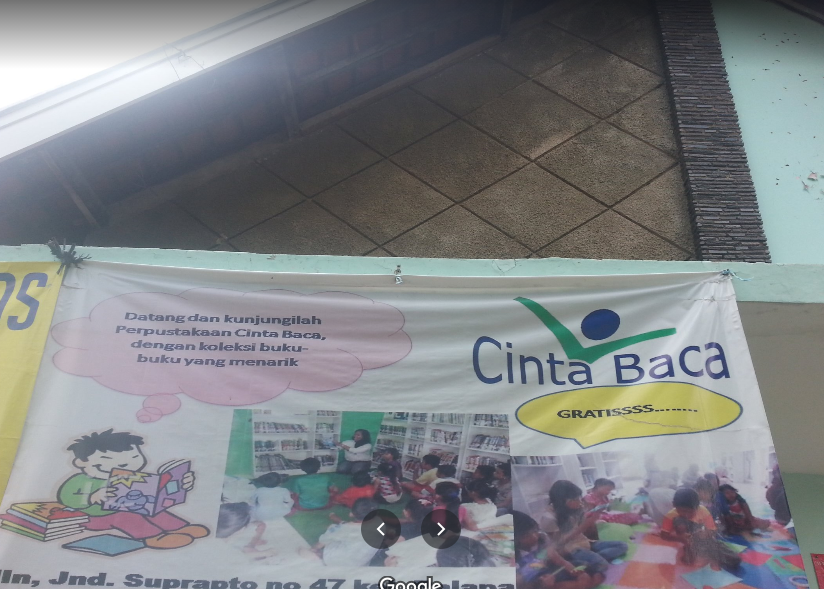 OS
Datang dan kunjungilah
Perpustakaan Cinta Baca,
dengan koleksi buku-
buku yang menarik
Cinta Baca
GRATISSSS........
Jln, Jnd. Suprapto no 47
Google